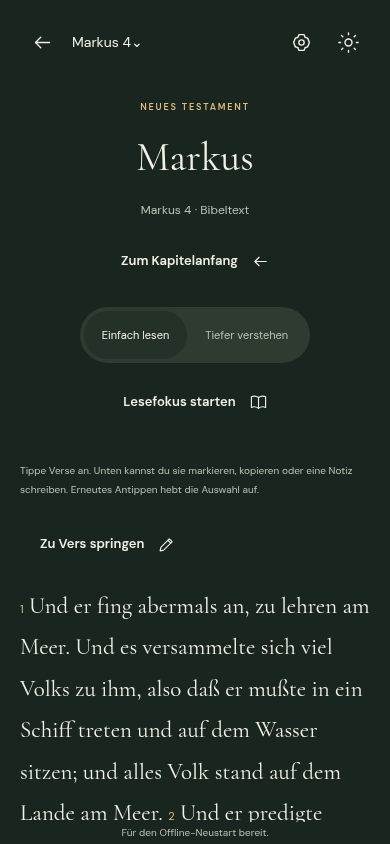 Markus 4
NEUES TESTAMENT
Markus
Markus 4 · Bibeltext
Zum Kapitelanfang
Einfach lesen
Tiefer verstehen
Lesefokus starten
Tippe Verse an. Unten kannst du sie markieren, kopieren oder eine Notiz
schreiben. Erneutes Antippen hebt die Auswahl auf.
Zu Vers springen
1 Und er fing abermals an, zu lehren am
Meer. Und es versammelte sich viel
Volks zu ihm, also daß er mußte in ein
Schiff treten und auf dem Wasser
sitzen; und alles Volk stand auf dem
Lande am Meer. 2 Und er predigte
Für den Offline-Neustart bereit.